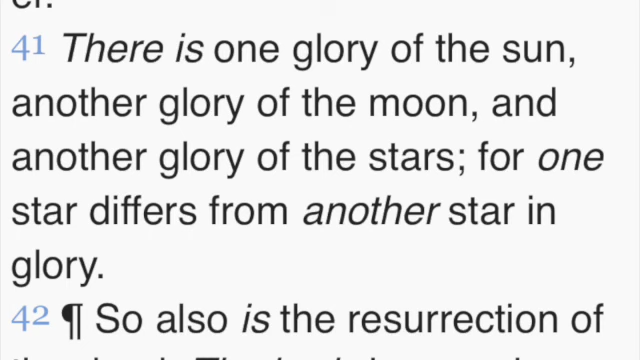 41 There is one glory of the sun,
another glory of the moon, and
another glory of the stars; for one
star differs from another star in
glory.
42 ¶ So also is the resurrection of